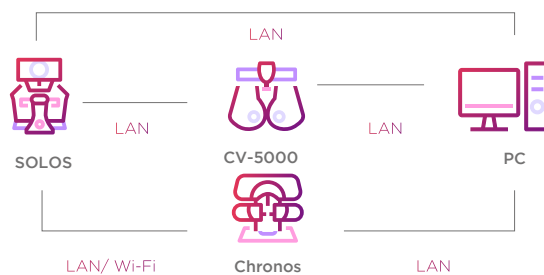 LAN
LAN
LAN
SOLOS
CV-5000
PC
LAN/ Wi-Fi
Chronos
LAN